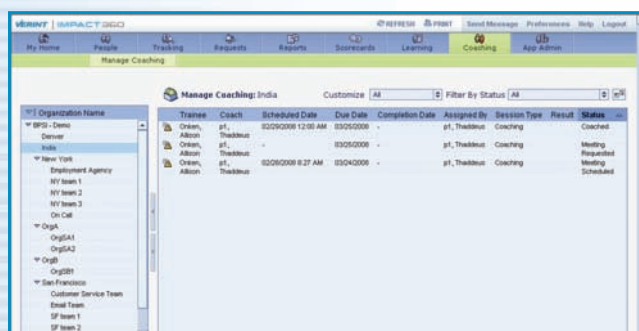 VERINT | IMPACT360
REFRESH PRINT Send Message Preferences Help Logout
My Home People Tracking Requests Reports Scorecards Learning Coaching App Admin
Manage Coaching
Manage Coaching: India Customize All Filter By Status All
Organization Name
BPSI - Demo
Denver
India
New York
Employment Agency
NY team 1
NY team 2
NY team 3
On Call
OrgA
OrgSA1
OrgSA2
OrgB
OrgSB1
San Francisco
Customer Service Team
Email Team
SF team 1
SF team 2
Trainee Coach Scheduled Date Due Date Completion Date Assigned By Session Type Result Status
Onken, p1, 02/29/2008 12:00 AM 03/25/2008 - p1, Thaddeus Coaching Coached
Allison Thaddeus
Onken, p1, - 03/25/2008 - p1, Thaddeus Coaching Meeting
Allison Thaddeus Requested
Onken, p1, 02/28/2008 8:27 AM 03/24/2008 - p1, Thaddeus Coaching Meeting
Allison Thaddeus Scheduled